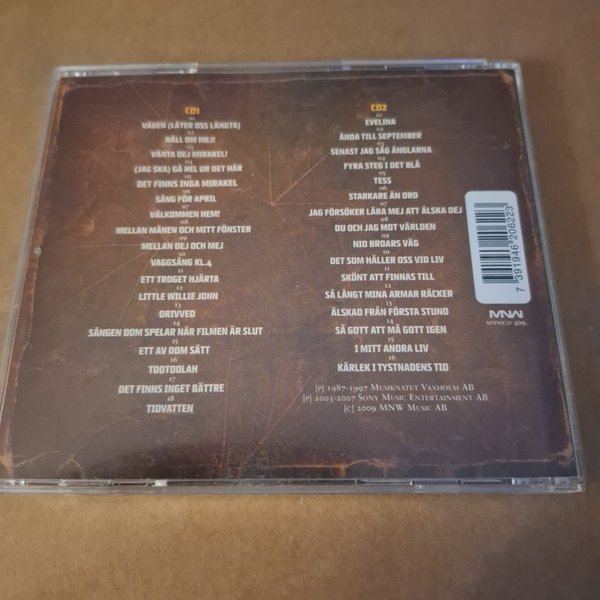 CD1
01
VÄGEN (LÅTER OSS LÄNGTA)
02
HÅLL OM MEJ!
03
VÄNTA DEJ MIRAKEL!
04
(JAG SKA) GÅ HEL UR DET HÄR
05
DET FINNS INGA MIRAKEL
06
SÅNG FÖR APRIL
07
VÄLKOMMEN HEM!
08
MELLAN MÅNEN OCH MITT FÖNSTER
09
MELLAN DEJ OCH MEJ
10
VAGGSÅNG KL.4
11
ETT TROGET HJÄRTA
12
LITTLE WILLIE JOHN
13
DRIVVED
14
SÅNGEN DOM SPELAR NÄR FILMEN ÄR SLUT
15
ETT AV DOM SÄTT
16
TOOTOOLAH
17
DET FINNS INGET BÄTTRE
18
TIDVATTEN
CD2
01
EVELINA
02
ÄNDA TILL SEPTEMBER
03
SENAST JAG SÅG ÄNGLARNA
04
FYRA STEG I DET BLÅ
05
TESS
06
STARKARE ÄN ORD
07
JAG FÖRSÖKER LÄRA MEJ ATT ÄLSKA DEJ
08
DU OCH JAG MOT VÄRLDEN
09
NIO BROARS VÄG
10
DET SOM HÅLLER OSS VID LIV
11
SKÖNT ATT FINNAS TILL
12
SÅ LÅNGT MINA ARMAR RÄCKER
13
ÄLSKAD FRÅN FÖRSTA STUND
14
SÅ GOTT ATT MÅ GOTT IGEN
15
I MITT ANDRA LIV
16
KÄRLEK I TYSTNADENS TID
[P] 1987-1997 MUSIKNÄTET VAXHOLM AB
[P] 2003-2007 SONY MUSIC ENTERTAINMENT AB
[C] 2009 MNW MUSIC AB
7 391946 206223
MNW
MNWCD 409.